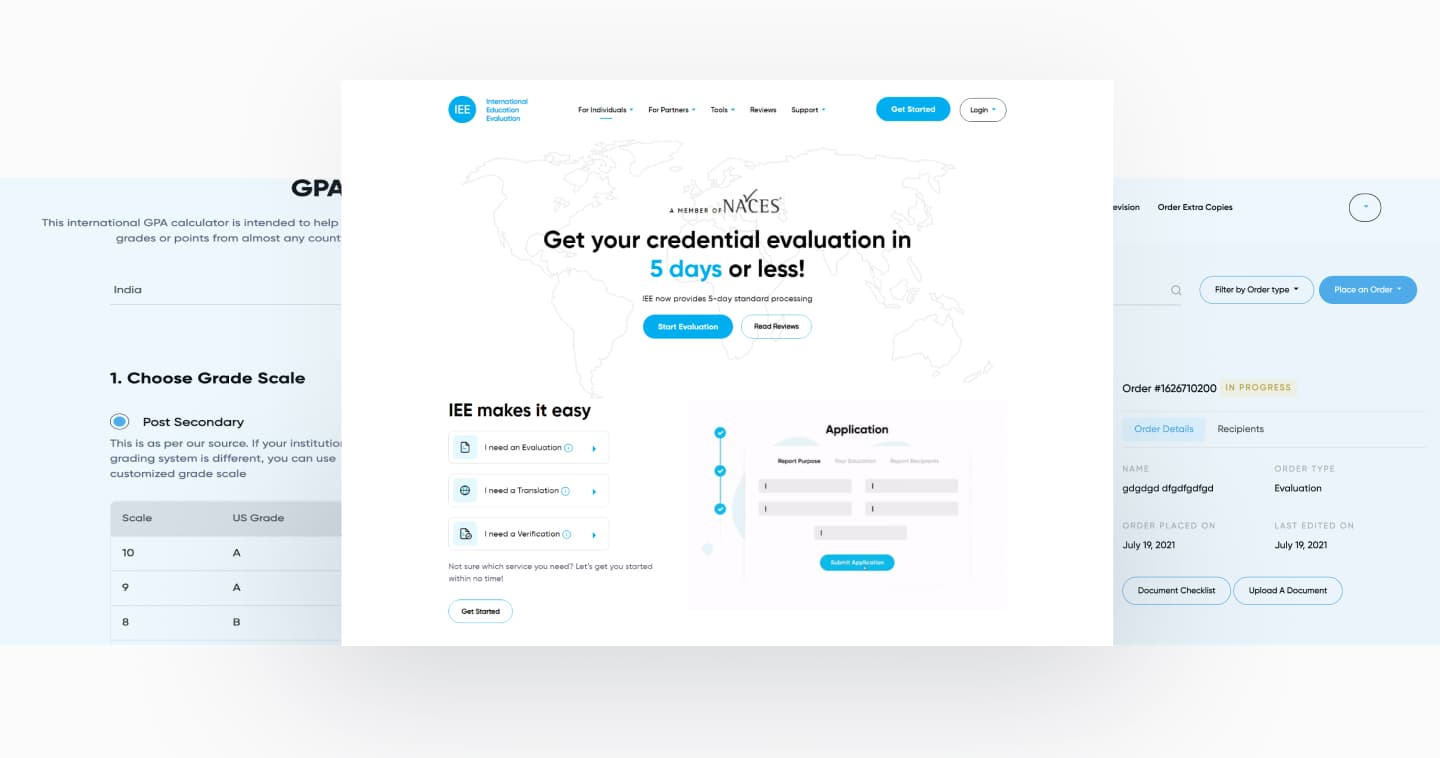 GPA
This international GPA calculator is intended to help
grades or points from almost any count
India
1. Choose Grade Scale
Post Secondary
This is as per our source. If your institution
grading system is different, you can use
customized grade scale
Scale US Grade
10 A
9 A
8 B
IEE
International
Education
Evaluation
For Individuals For Partners Tools Reviews Support Get Started Login
A MEMBER OF NACES
Get your credential evaluation in
5 days or less!
IEE now provides 5-day standard processing
Start Evaluation Read Reviews
IEE makes it easy
I need an Evaluation
I need a Translation
I need a Verification
Not sure which service you need? Let's get you started
within no time!
Get Started
Application
Report Purpose Your Education Report Recipients
Submit Application
evision Order Extra Copies
Filter by Order type Place an Order
Order #1626710200 IN PROGRESS
Order Details Recipients
NAME ORDER TYPE
gdgdgd dfgdfgdfgd Evaluation
ORDER PLACED ON LAST EDITED ON
July 19, 2021 July 19, 2021
Document Checklist Upload A Document